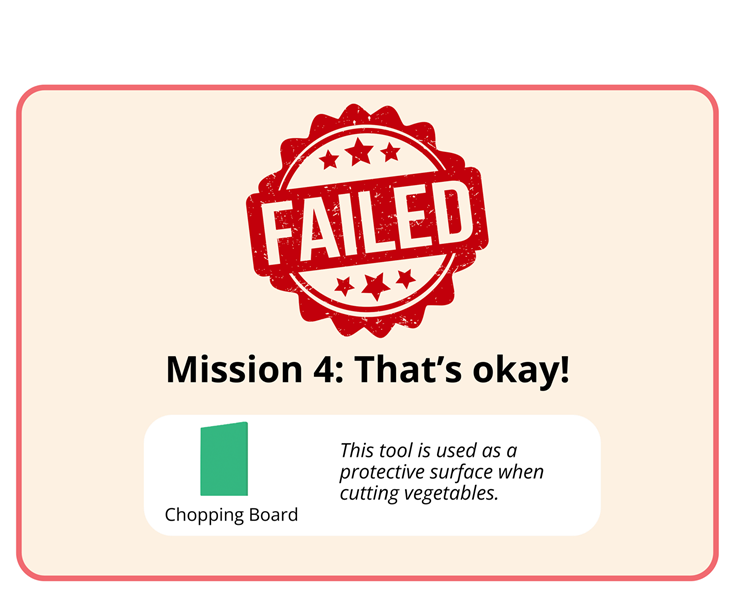 FAILED
Mission 4: That's okay!
This tool is used as a
protective surface when
cutting vegetables.
Chopping Board